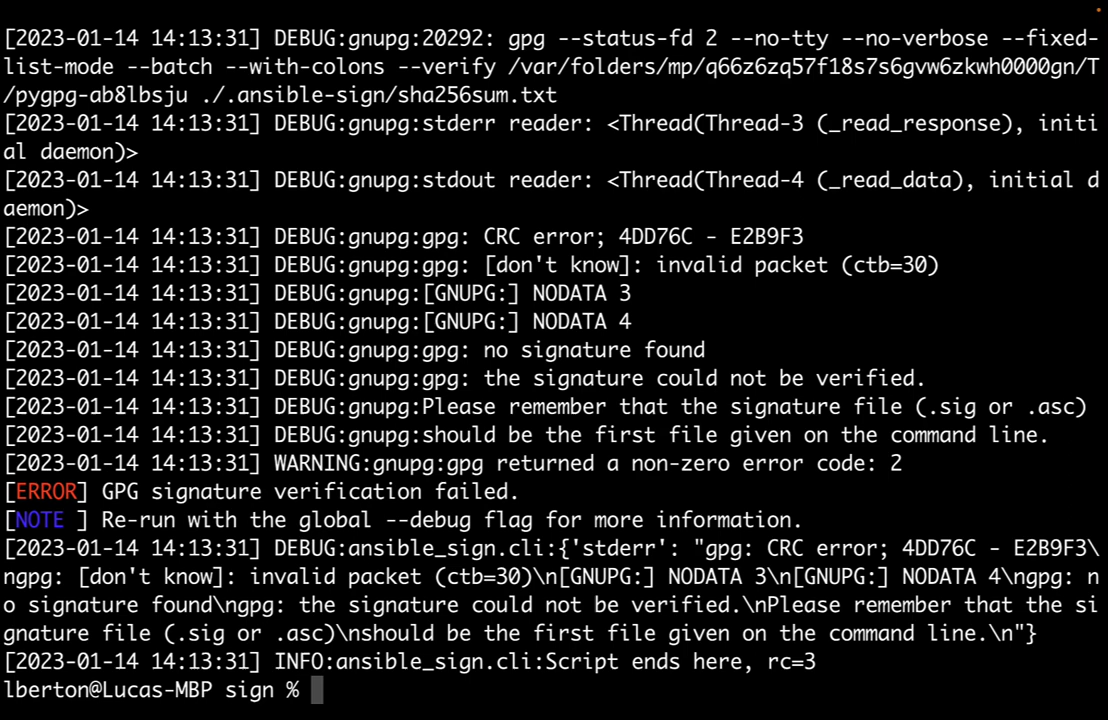 [2023-01-14 14:13:31] DEBUG:gnupg:20292: gpg --status-fd 2 --no-tty --no-verbose --fixed-
list-mode --batch --with-colons --verify /var/folders/mp/q66z6zq57f18s7s6gvw6zkwh0000gn/T
/pygpg-ab8lbsju ./.ansible-sign/sha256sum.txt
[2023-01-14 14:13:31] DEBUG:gnupg:stderr reader: <Thread(Thread-3 (_read_response), initi
al daemon)>
[2023-01-14 14:13:31] DEBUG:gnupg:stdout reader: <Thread(Thread-4 (_read_data), initial d
aemon)>
[2023-01-14 14:13:31] DEBUG:gnupg:gpg: CRC error; 4DD76C - E2B9F3
[2023-01-14 14:13:31] DEBUG:gnupg:gpg: [don't know]: invalid packet (ctb=30)
[2023-01-14 14:13:31] DEBUG:gnupg:[GNUPG:] NODATA 3
[2023-01-14 14:13:31] DEBUG:gnupg:[GNUPG:] NODATA 4
[2023-01-14 14:13:31] DEBUG:gnupg:gpg: no signature found
[2023-01-14 14:13:31] DEBUG:gnupg:gpg: the signature could not be verified.
[2023-01-14 14:13:31] DEBUG:gnupg:Please remember that the signature file (.sig or .asc)
[2023-01-14 14:13:31] DEBUG:gnupg:should be the first file given on the command line.
[2023-01-14 14:13:31] WARNING:gnupg:gpg returned a non-zero error code: 2
[ERROR] GPG signature verification failed.
[NOTE ] Re-run with the global --debug flag for more information.
[2023-01-14 14:13:31] DEBUG:ansible_sign.cli:{'stderr': "gpg: CRC error; 4DD76C - E2B9F3\
ngpg: [don't know]: invalid packet (ctb=30)\n[GNUPG:] NODATA 3\n[GNUPG:] NODATA 4\ngpg: n
o signature found\ngpg: the signature could not be verified.\nPlease remember that the si
gnature file (.sig or .asc)\nshould be the first file given on the command line.\n"}
[2023-01-14 14:13:31] INFO:ansible_sign.cli:Script ends here, rc=3
lberton@Lucas-MBP sign %